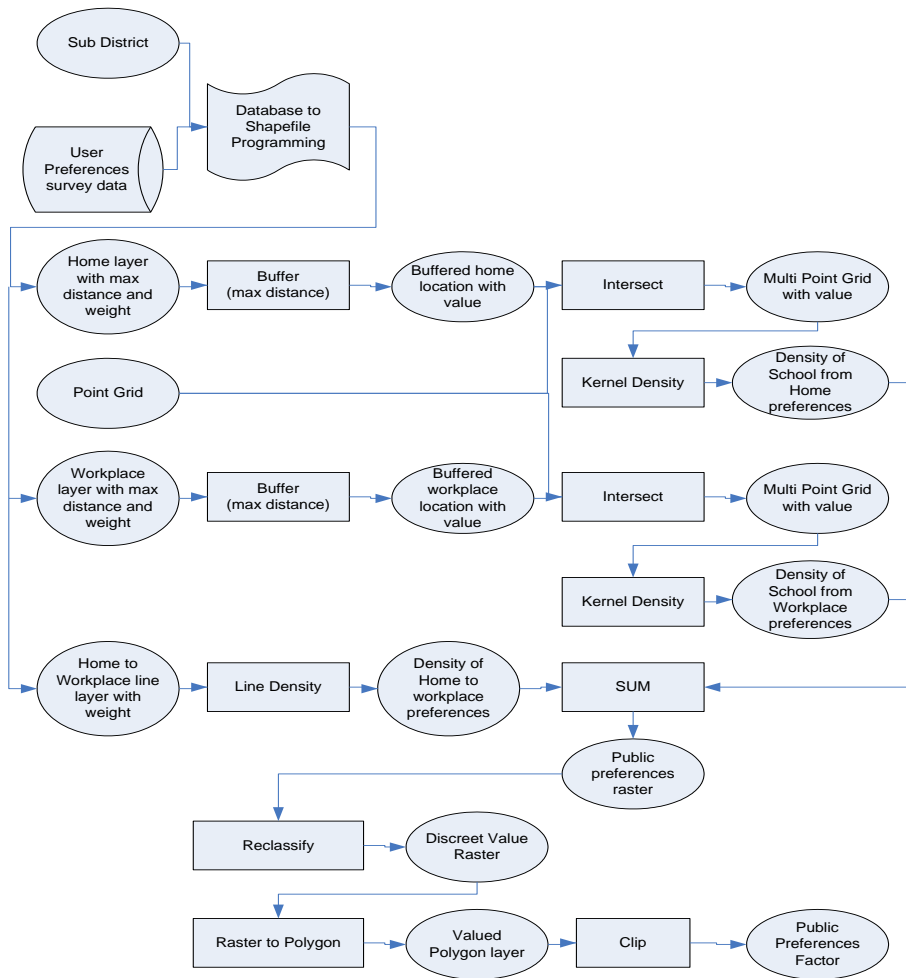 Sub District
Database to
Shapefile
Programming
User
Preferences
survey data
Home layer
with max
distance and
weight
Buffer
(max distance)
Buffered home
location with
value
Intersect
Multi Point Grid
with value
Point Grid
Kernel Density
Density of
School from
Home
preferences
Workplace
layer with max
distance and
weight
Buffer
(max distance)
Buffered
workplace
location with
value
Intersect
Multi Point Grid
with value
Kernel Density
Density of
School from
Workplace
preferences
Home to
Workplace line
layer with
weight
Line Density
Density of
Home to
workplace
preferences
SUM
Public
preferences
raster
Reclassify
Discreet Value
Raster
Raster to Polygon
Valued
Polygon layer
Clip
Public
Preferences
Factor